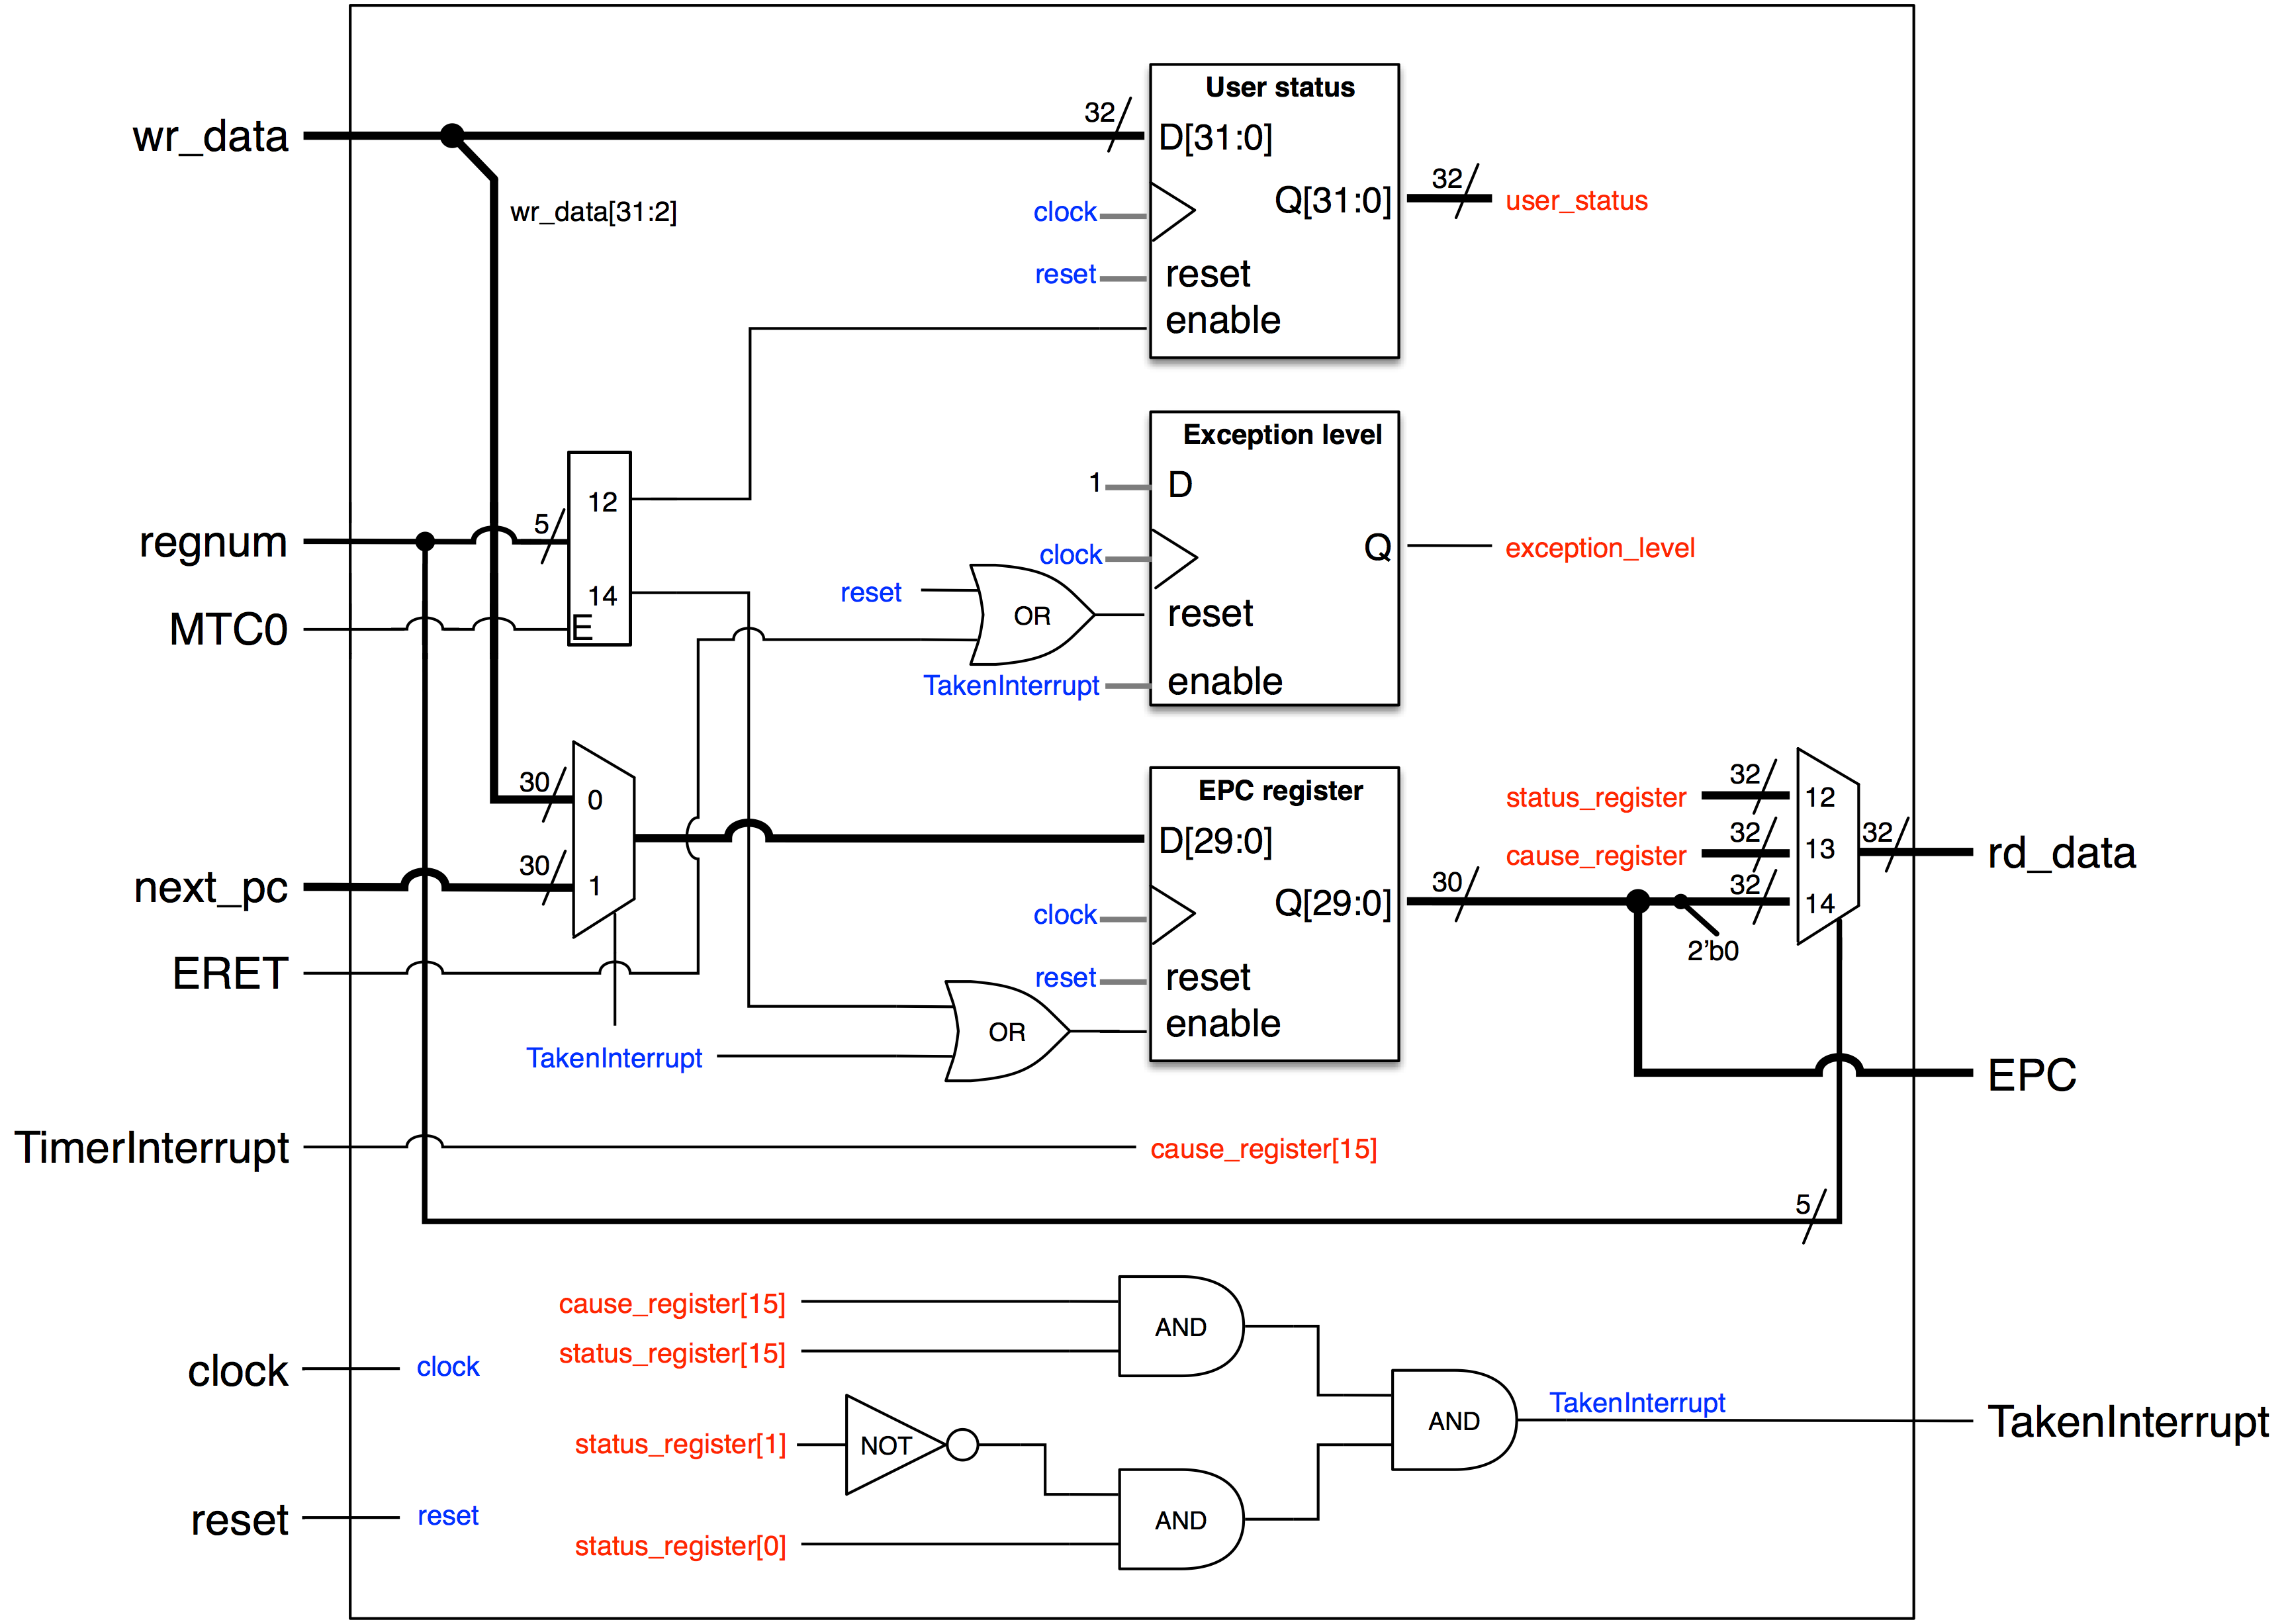 User status
wr_data
32
D[31:0]
wr_data[31:2]
clock
Q[31:0]
32
user_status
reset
reset
enable
Exception level
1
D
12
regnum
5
clock
Q
exception_level
14
reset
OR
reset
MTC0
E
TakenInterrupt
enable
30
0
EPC register
status_register
32
12
D[29:0]
cause_register
32
13
32
rd_data
next_pc
30
1
clock
Q[29:0]
30
32
14
2'b0
ERET
reset
reset
OR
enable
TakenInterrupt
EPC
TimerInterrupt
cause_register[15]
5
cause_register[15]
AND
status_register[15]
clock
clock
TakenInterrupt
AND
TakenInterrupt
status_register[1]
NOT
reset
reset
AND
status_register[0]